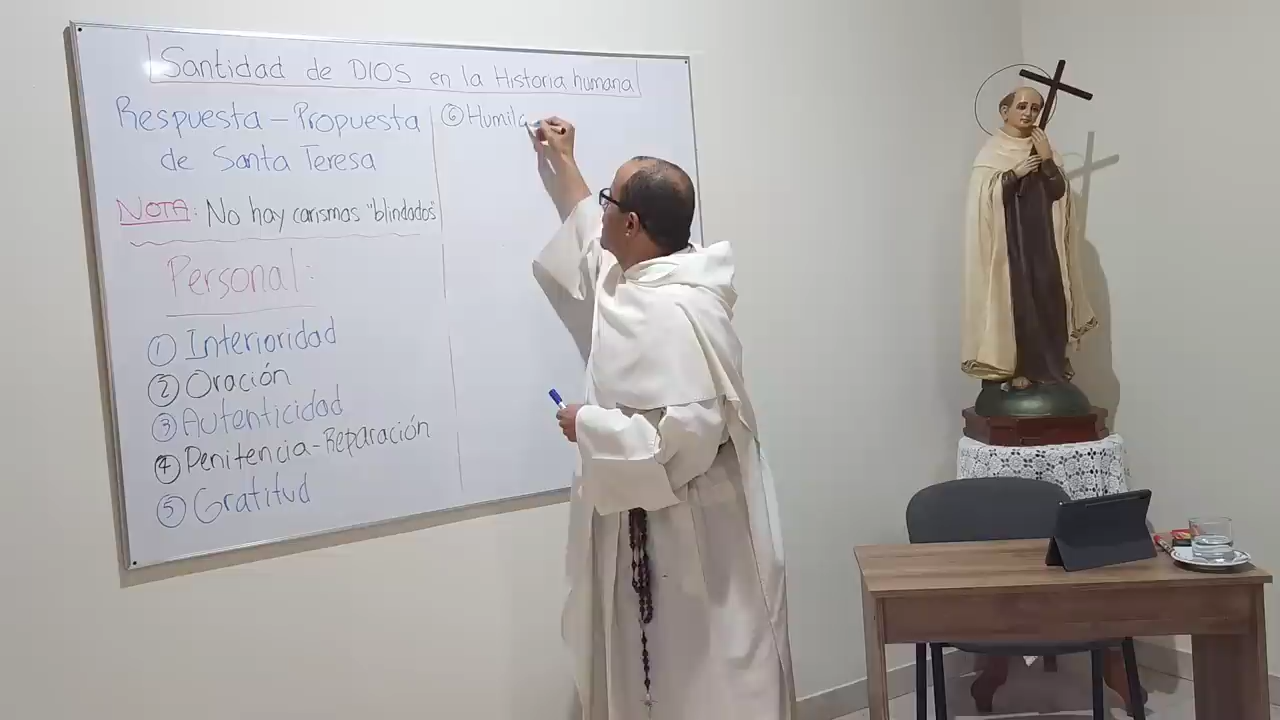 Santidad de DIOS en la Historia humana
Respuesta - Propuesta
de Santa Teresa
NOTA: No hay carismas "blindados"
Personal:
① Interioridad
② Oración
③ Autenticidad
④ Penitencia-Reparación
⑤ Gratitud
⑥ Humil